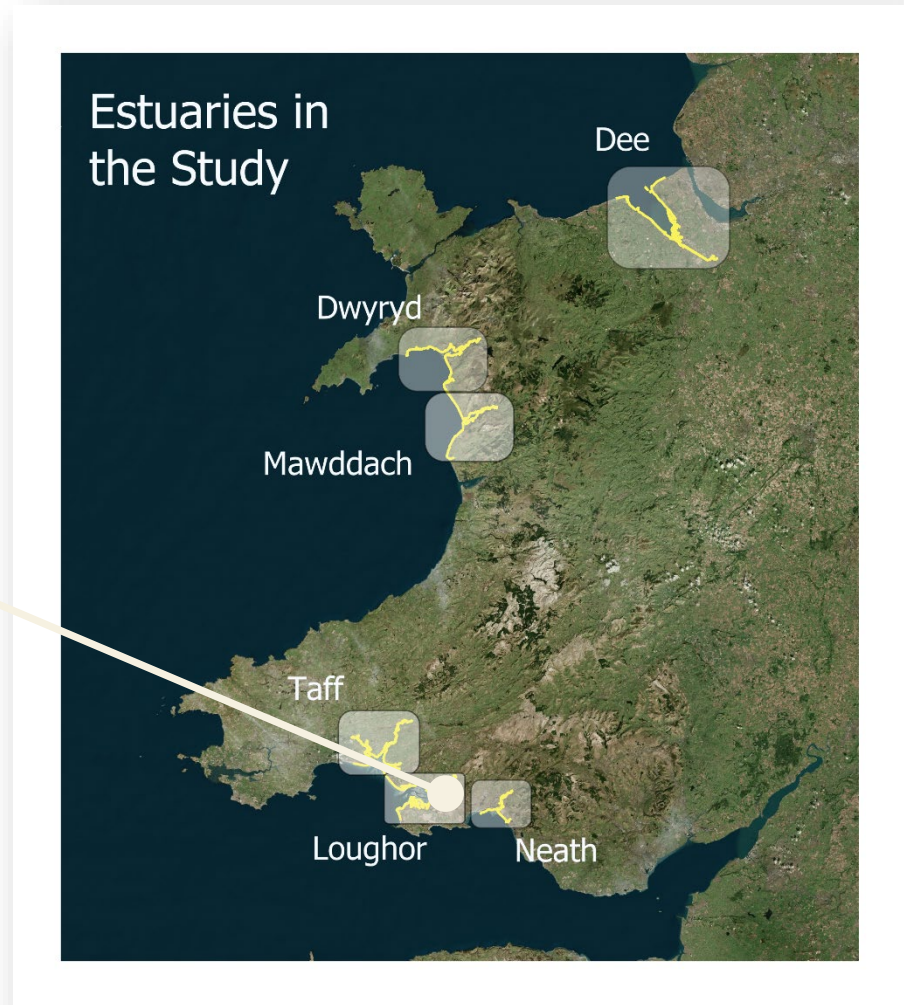 Estuaries in
the Study
Dee
Dwyryd
Mawddach
Taff
Loughor
Neath